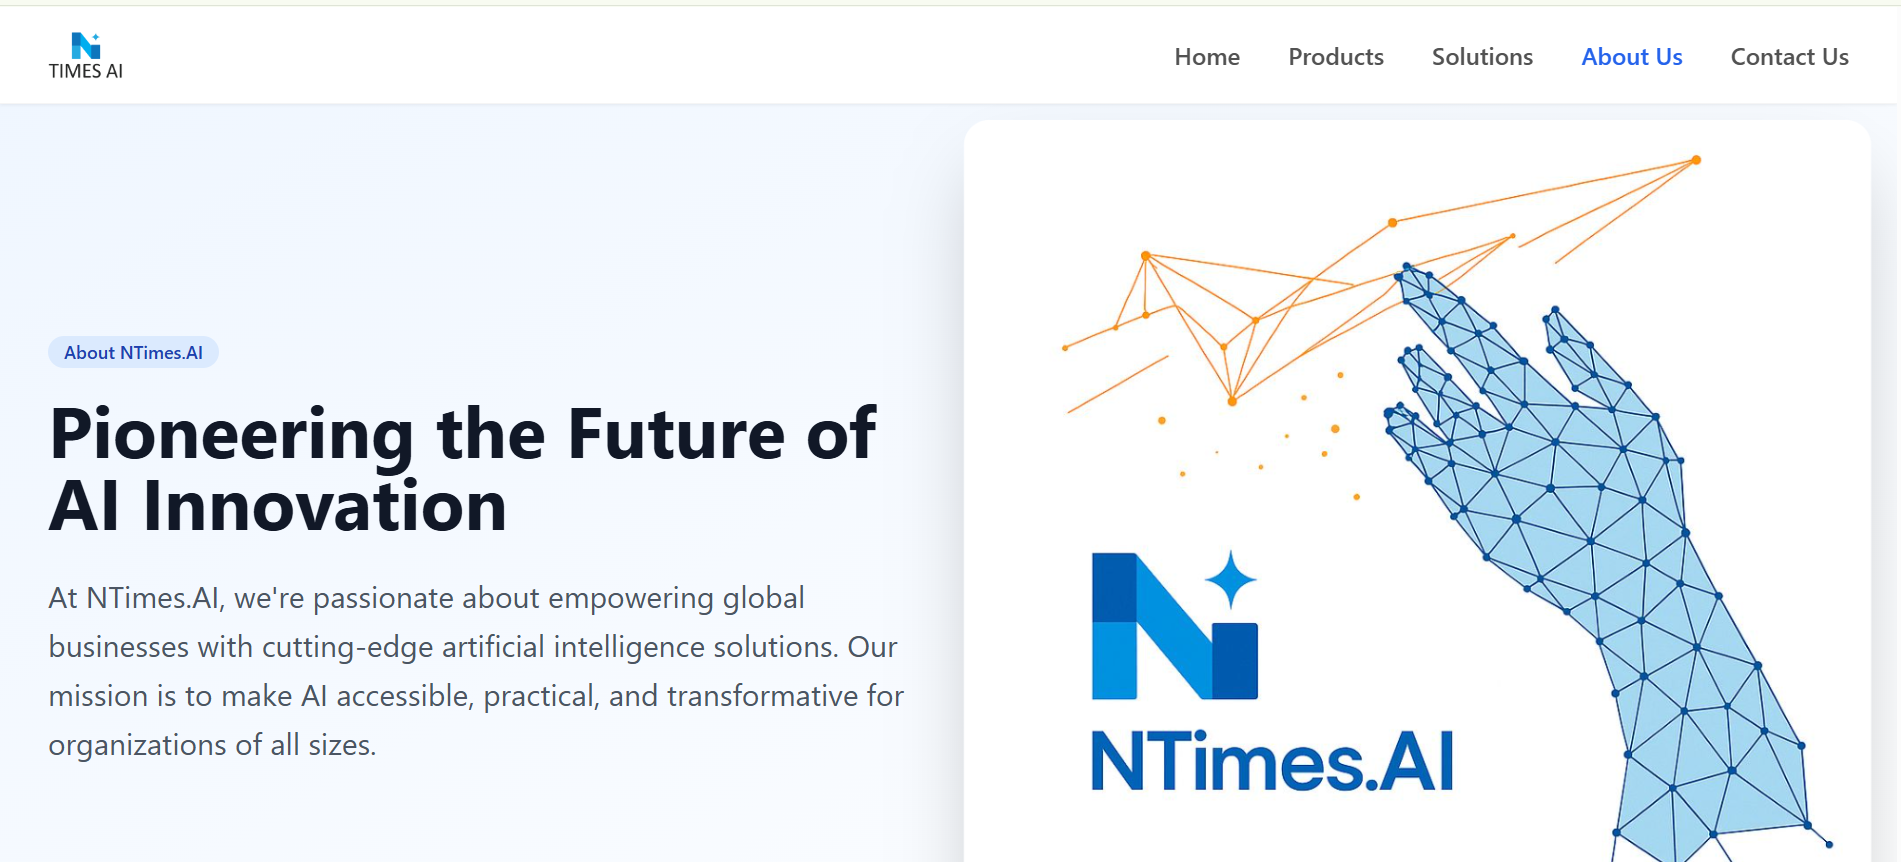 TIMES AI
Home
Products
Solutions
About Us
Contact Us
About NTimes.AI
Pioneering the Future of
AI Innovation
At NTimes.AI, we're passionate about empowering global
businesses with cutting-edge artificial intelligence solutions. Our
mission is to make AI accessible, practical, and transformative for
organizations of all sizes.
N
NTimes.AI